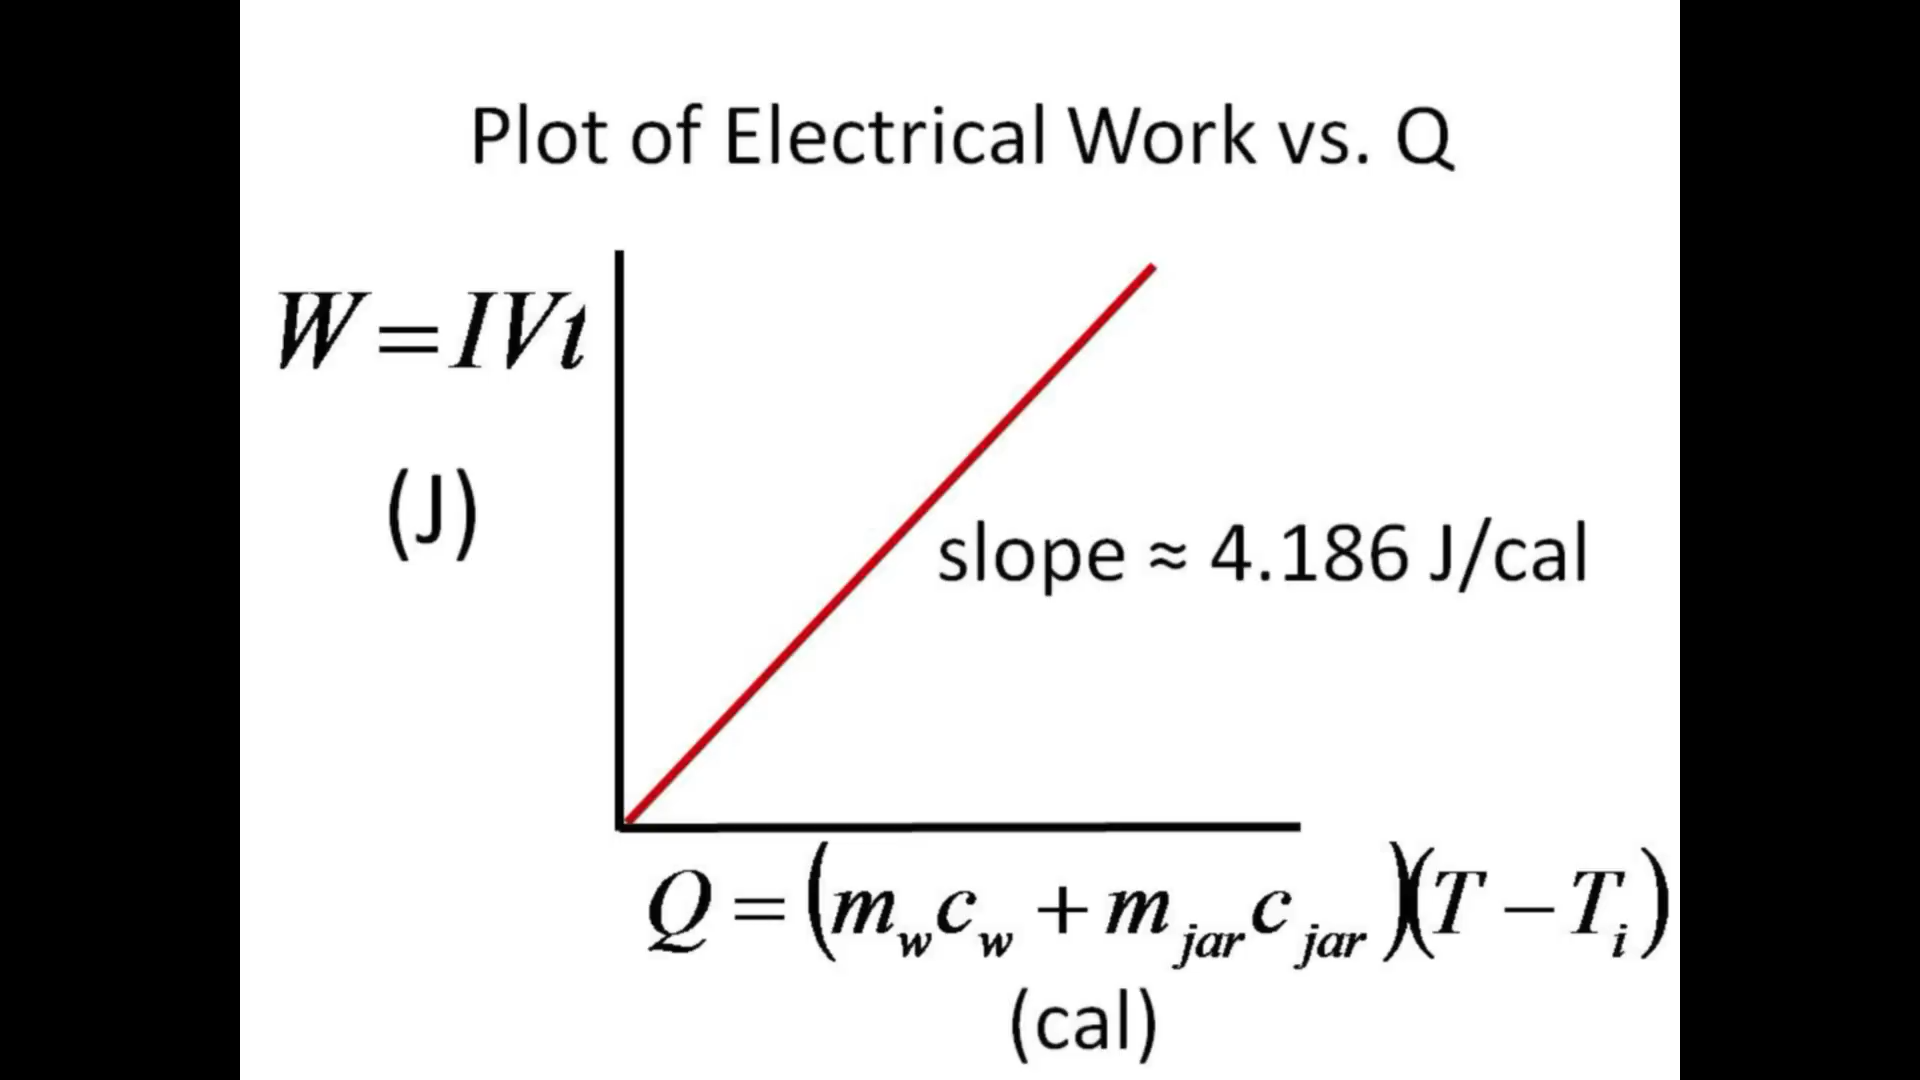 Plot of Electrical Work vs. Q
W = IVt
(J)
slope ≈ 4.186 J/cal
Q = (m_w c_w + m_jar c_jar)(T − T_i)
(cal)